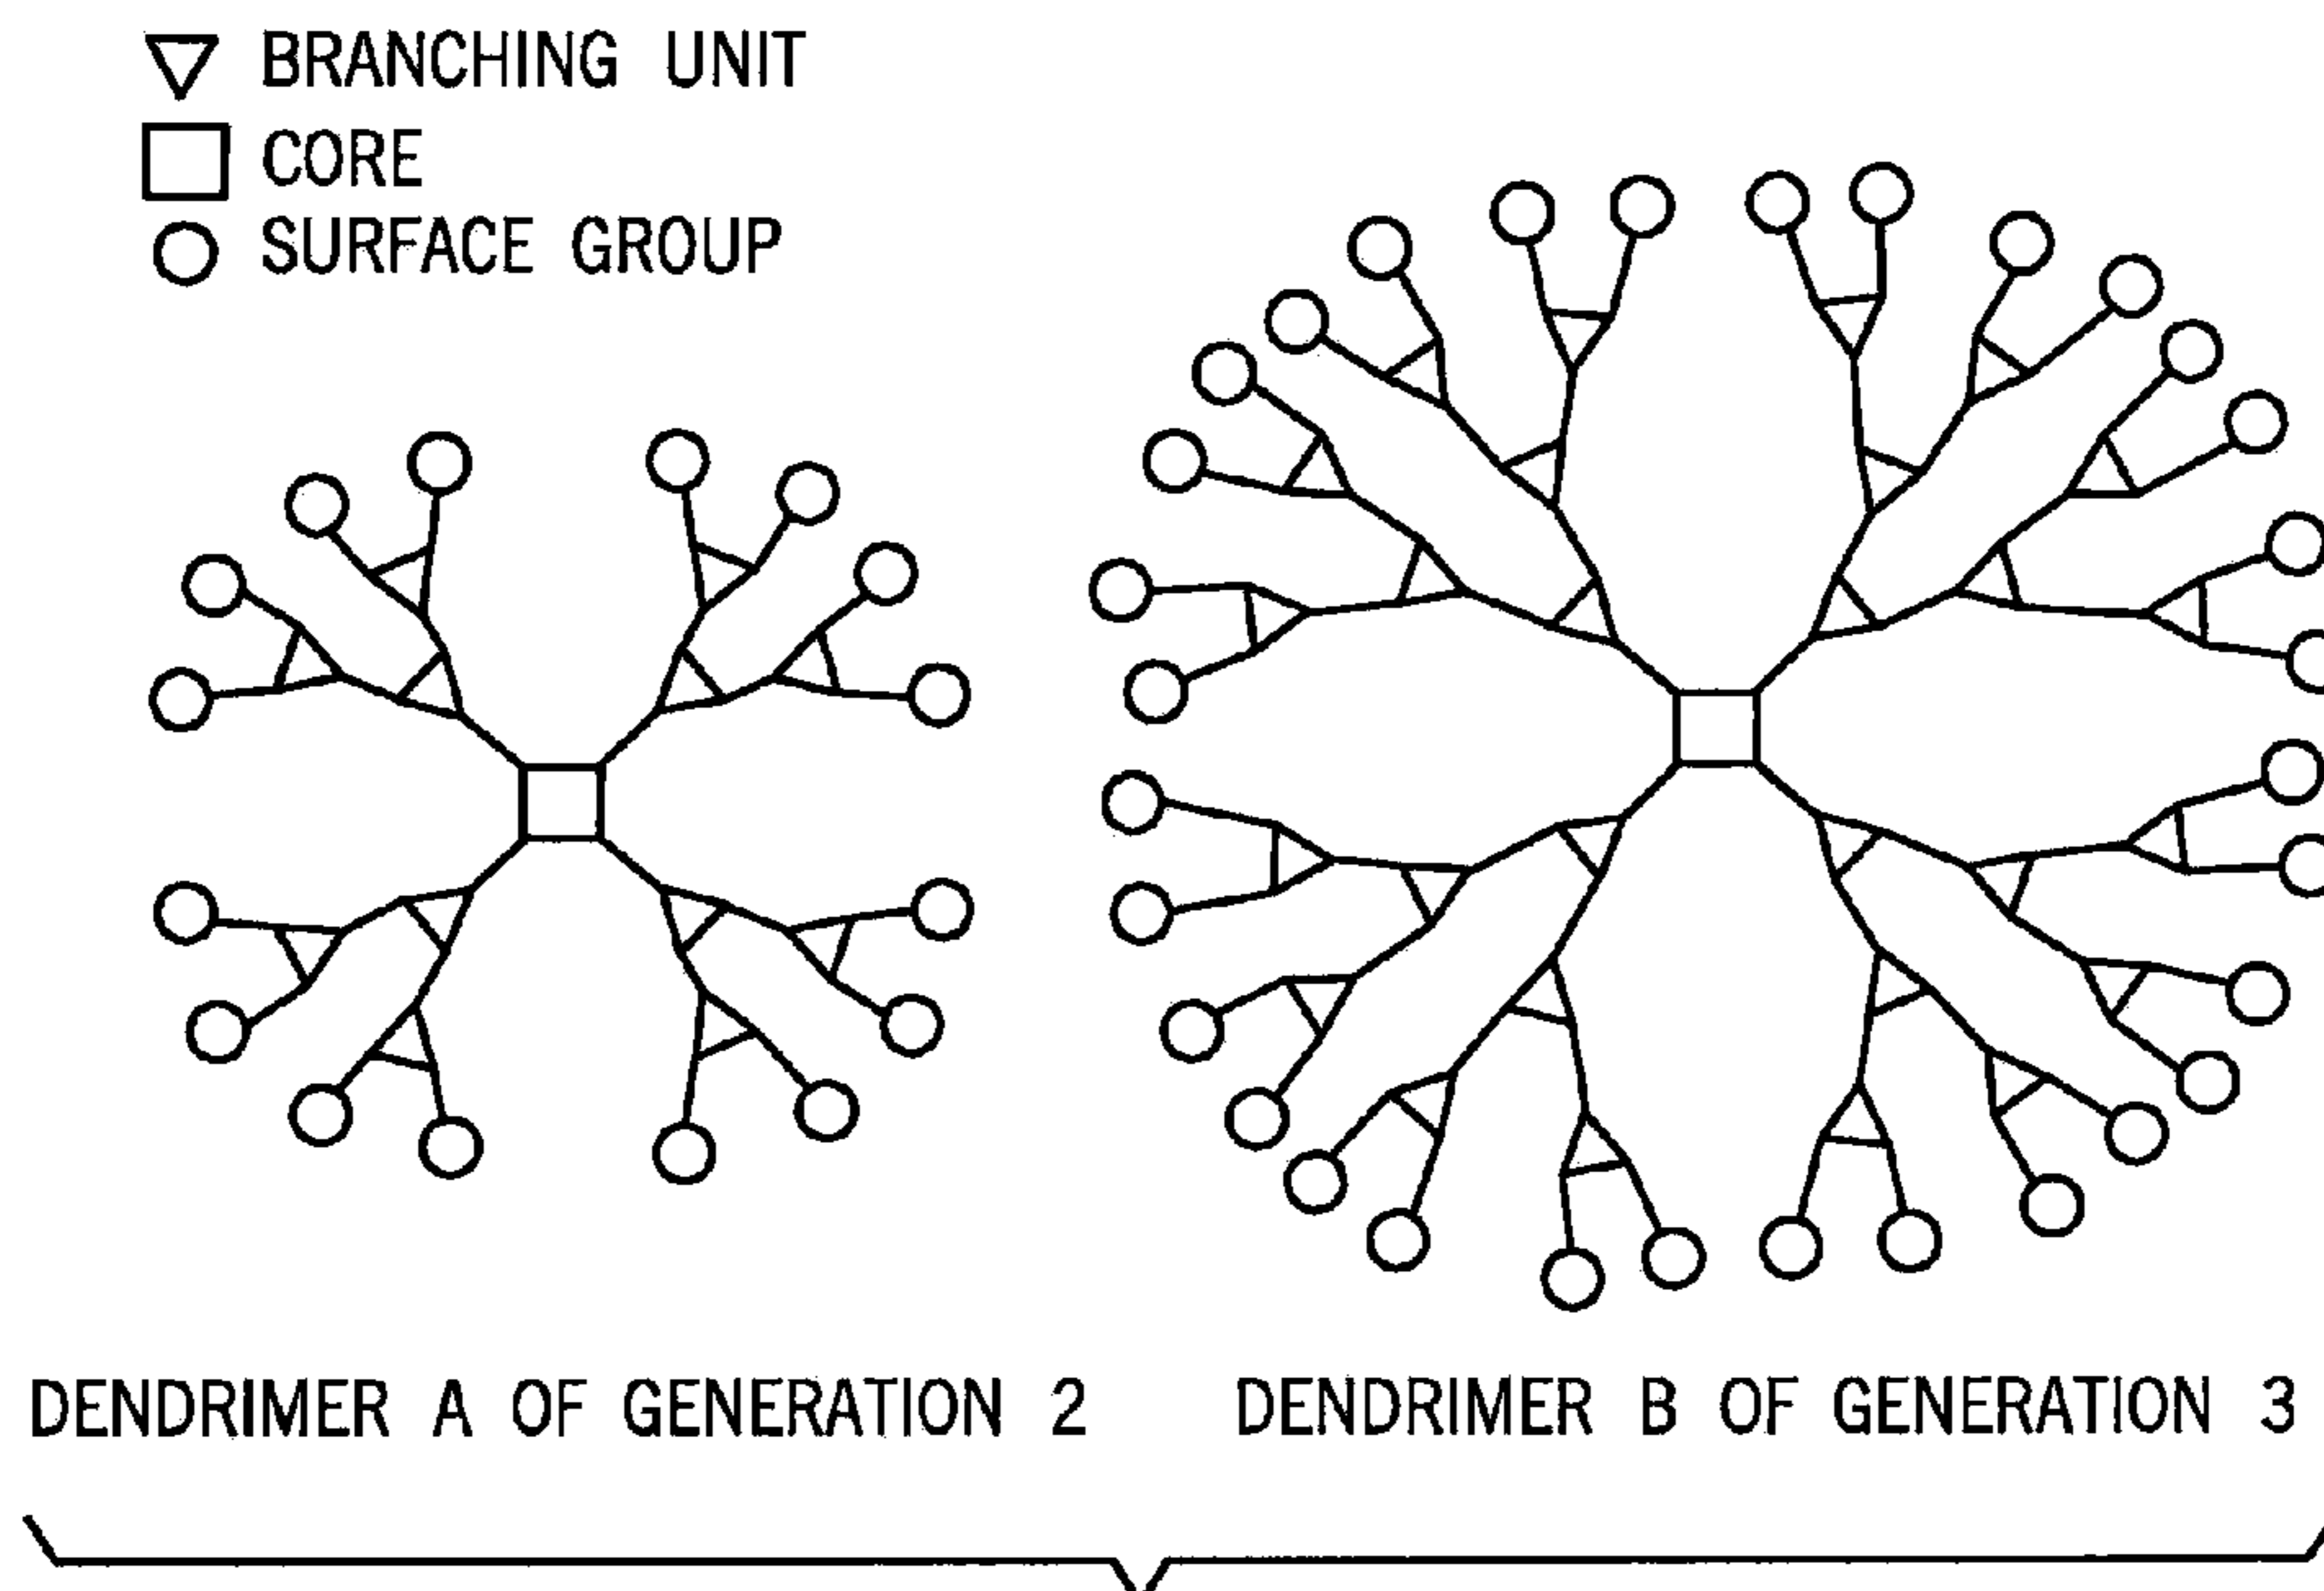 BRANCHING UNIT
CORE
SURFACE GROUP
DENDRIMER A OF GENERATION 2
DENDRIMER B OF GENERATION 3